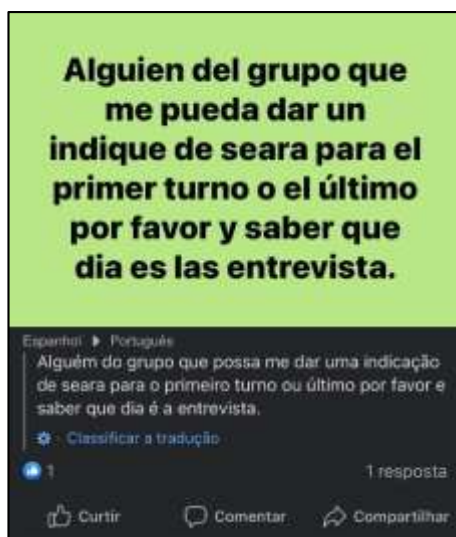 Alguien del grupo que
me pueda dar un
indique de seara para el
primer turno o el último
por favor y saber que
dia es las entrevista.
Espanhol ▸ Português
Alguém do grupo que possa me dar uma indicação
de seara para o primeiro turno ou último por favor e
saber que dia é a entrevista.
Classificar a tradução
1
1 resposta
Curtir
Comentar
Compartilhar